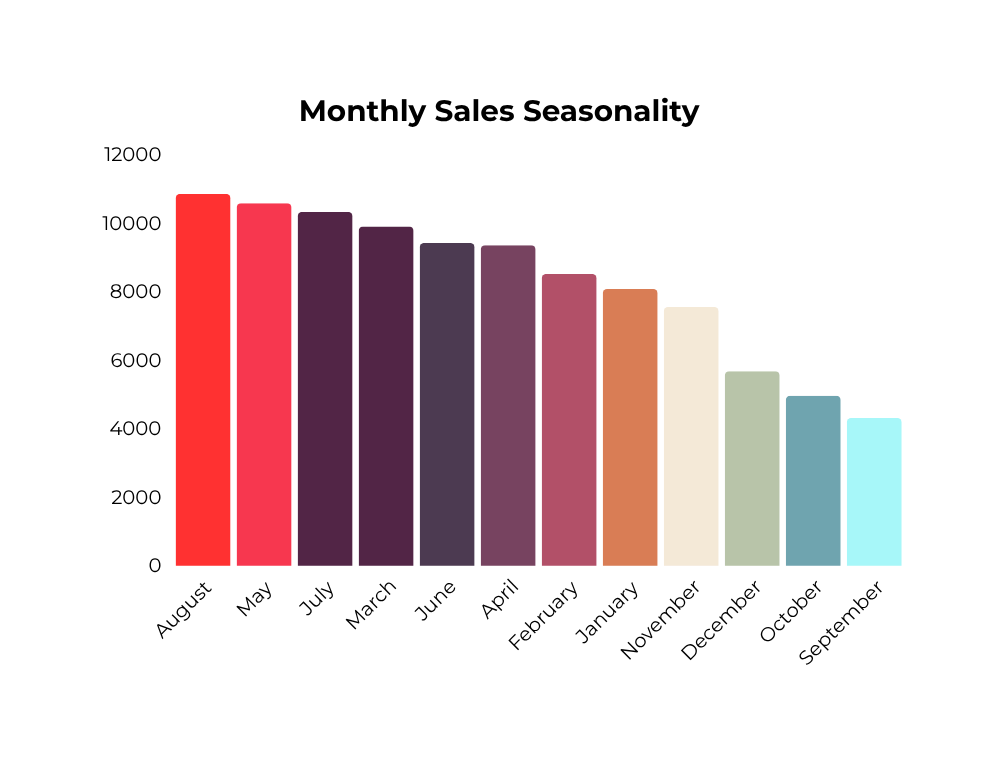 Monthly Sales Seasonality
12000
10000
8000
6000
4000
2000
0
August
May
July
March
June
April
February
January
November
December
October
September